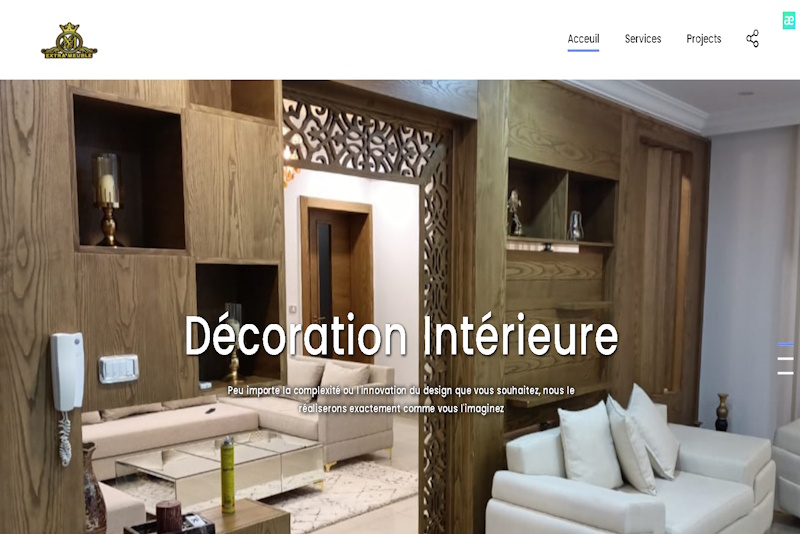 EXTRA MEUBLE
Acceuil
Services
Projects
æ
Décoration Intérieure
Peu importe la complexité ou l'innovation du design que vous souhaitez, nous le
réaliserons exactement comme vous l'imaginez